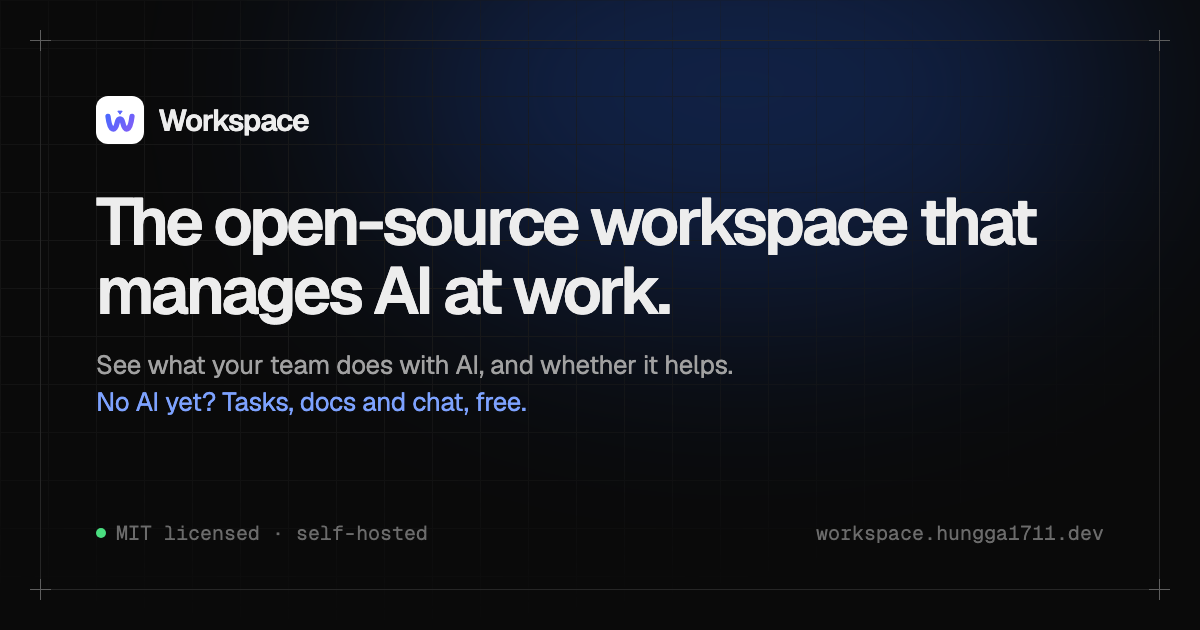 Workspace
The open-source workspace that
manages AI at work.
See what your team does with AI, and whether it helps.
No AI yet? Tasks, docs and chat, free.
MIT licensed · self-hosted
workspace.hungga1711.dev